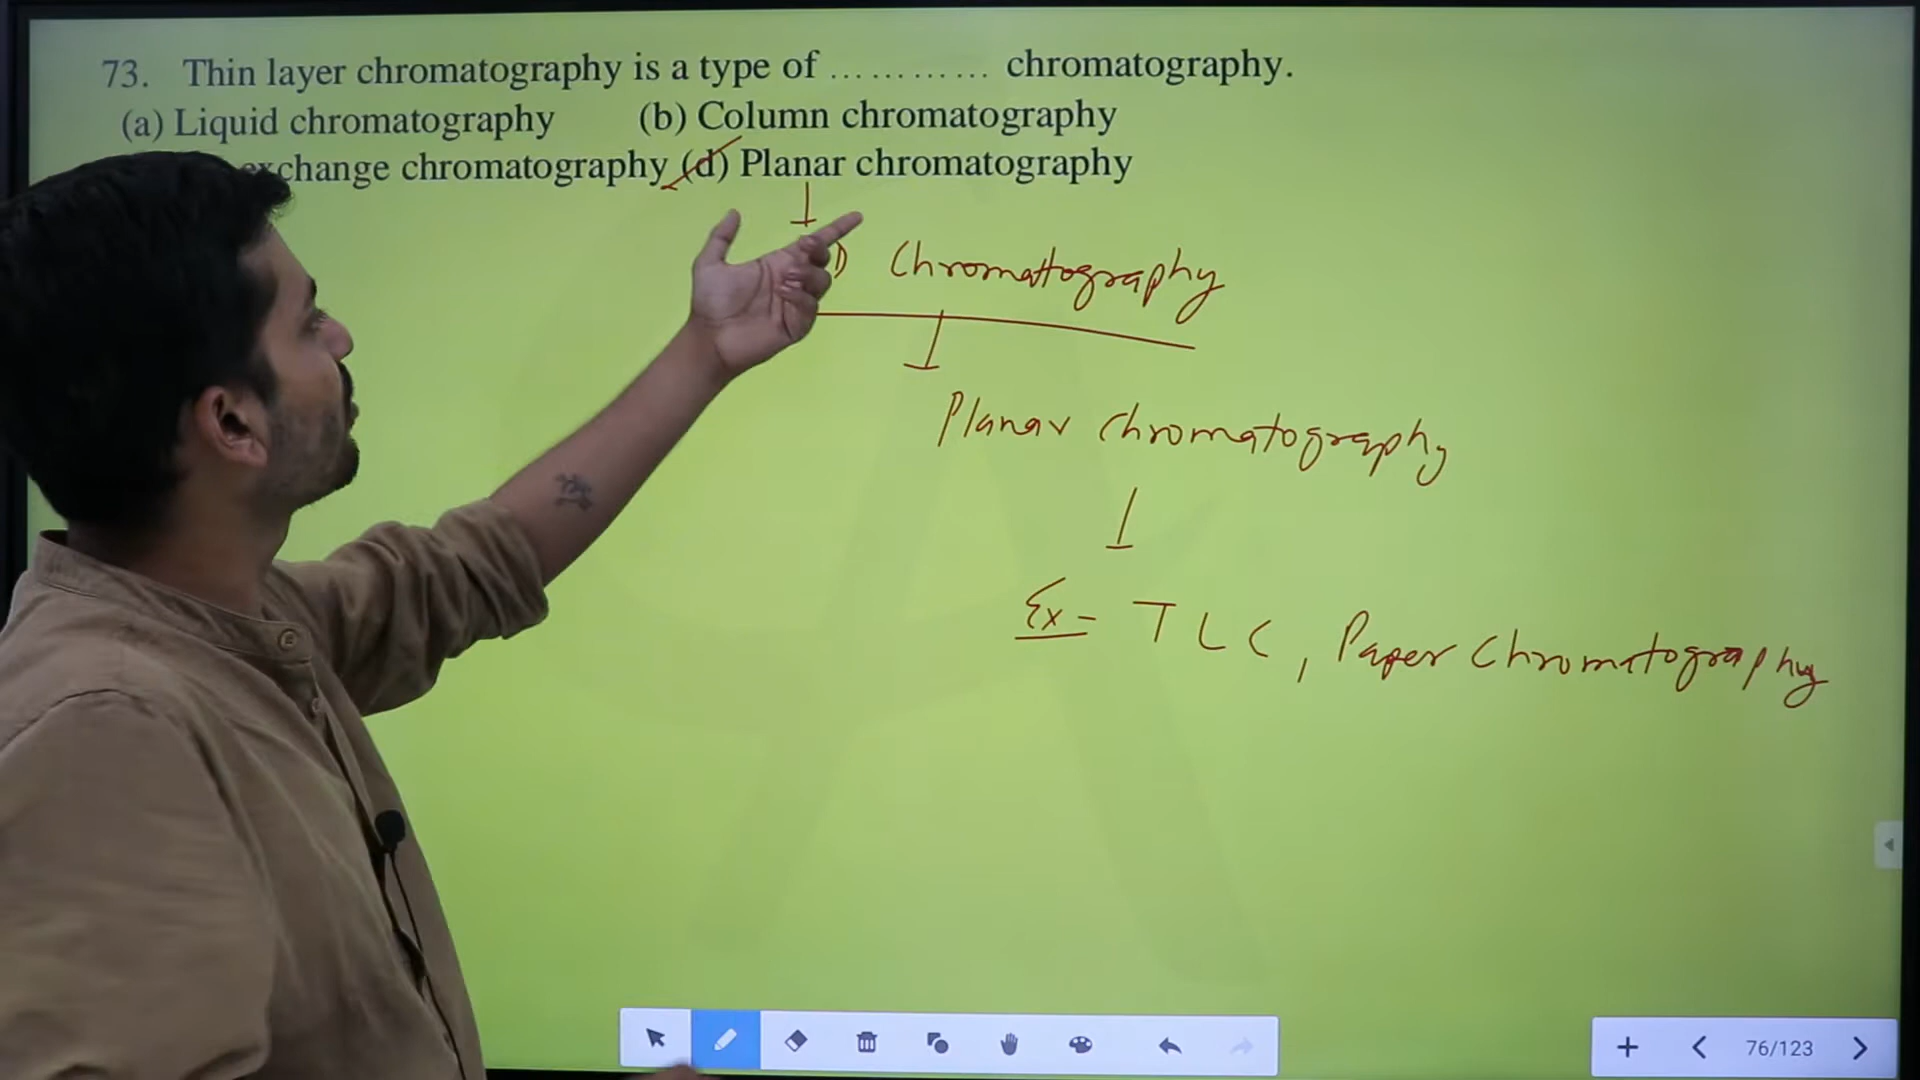 73. Thin layer chromatography is a type of ………… chromatography.
(a) Liquid chromatography (b) Column chromatography
exchange chromatography (d) Planar chromatography
Chromattography
Planar chromatography
Ex- TLC, Paper Chromatography
76/123